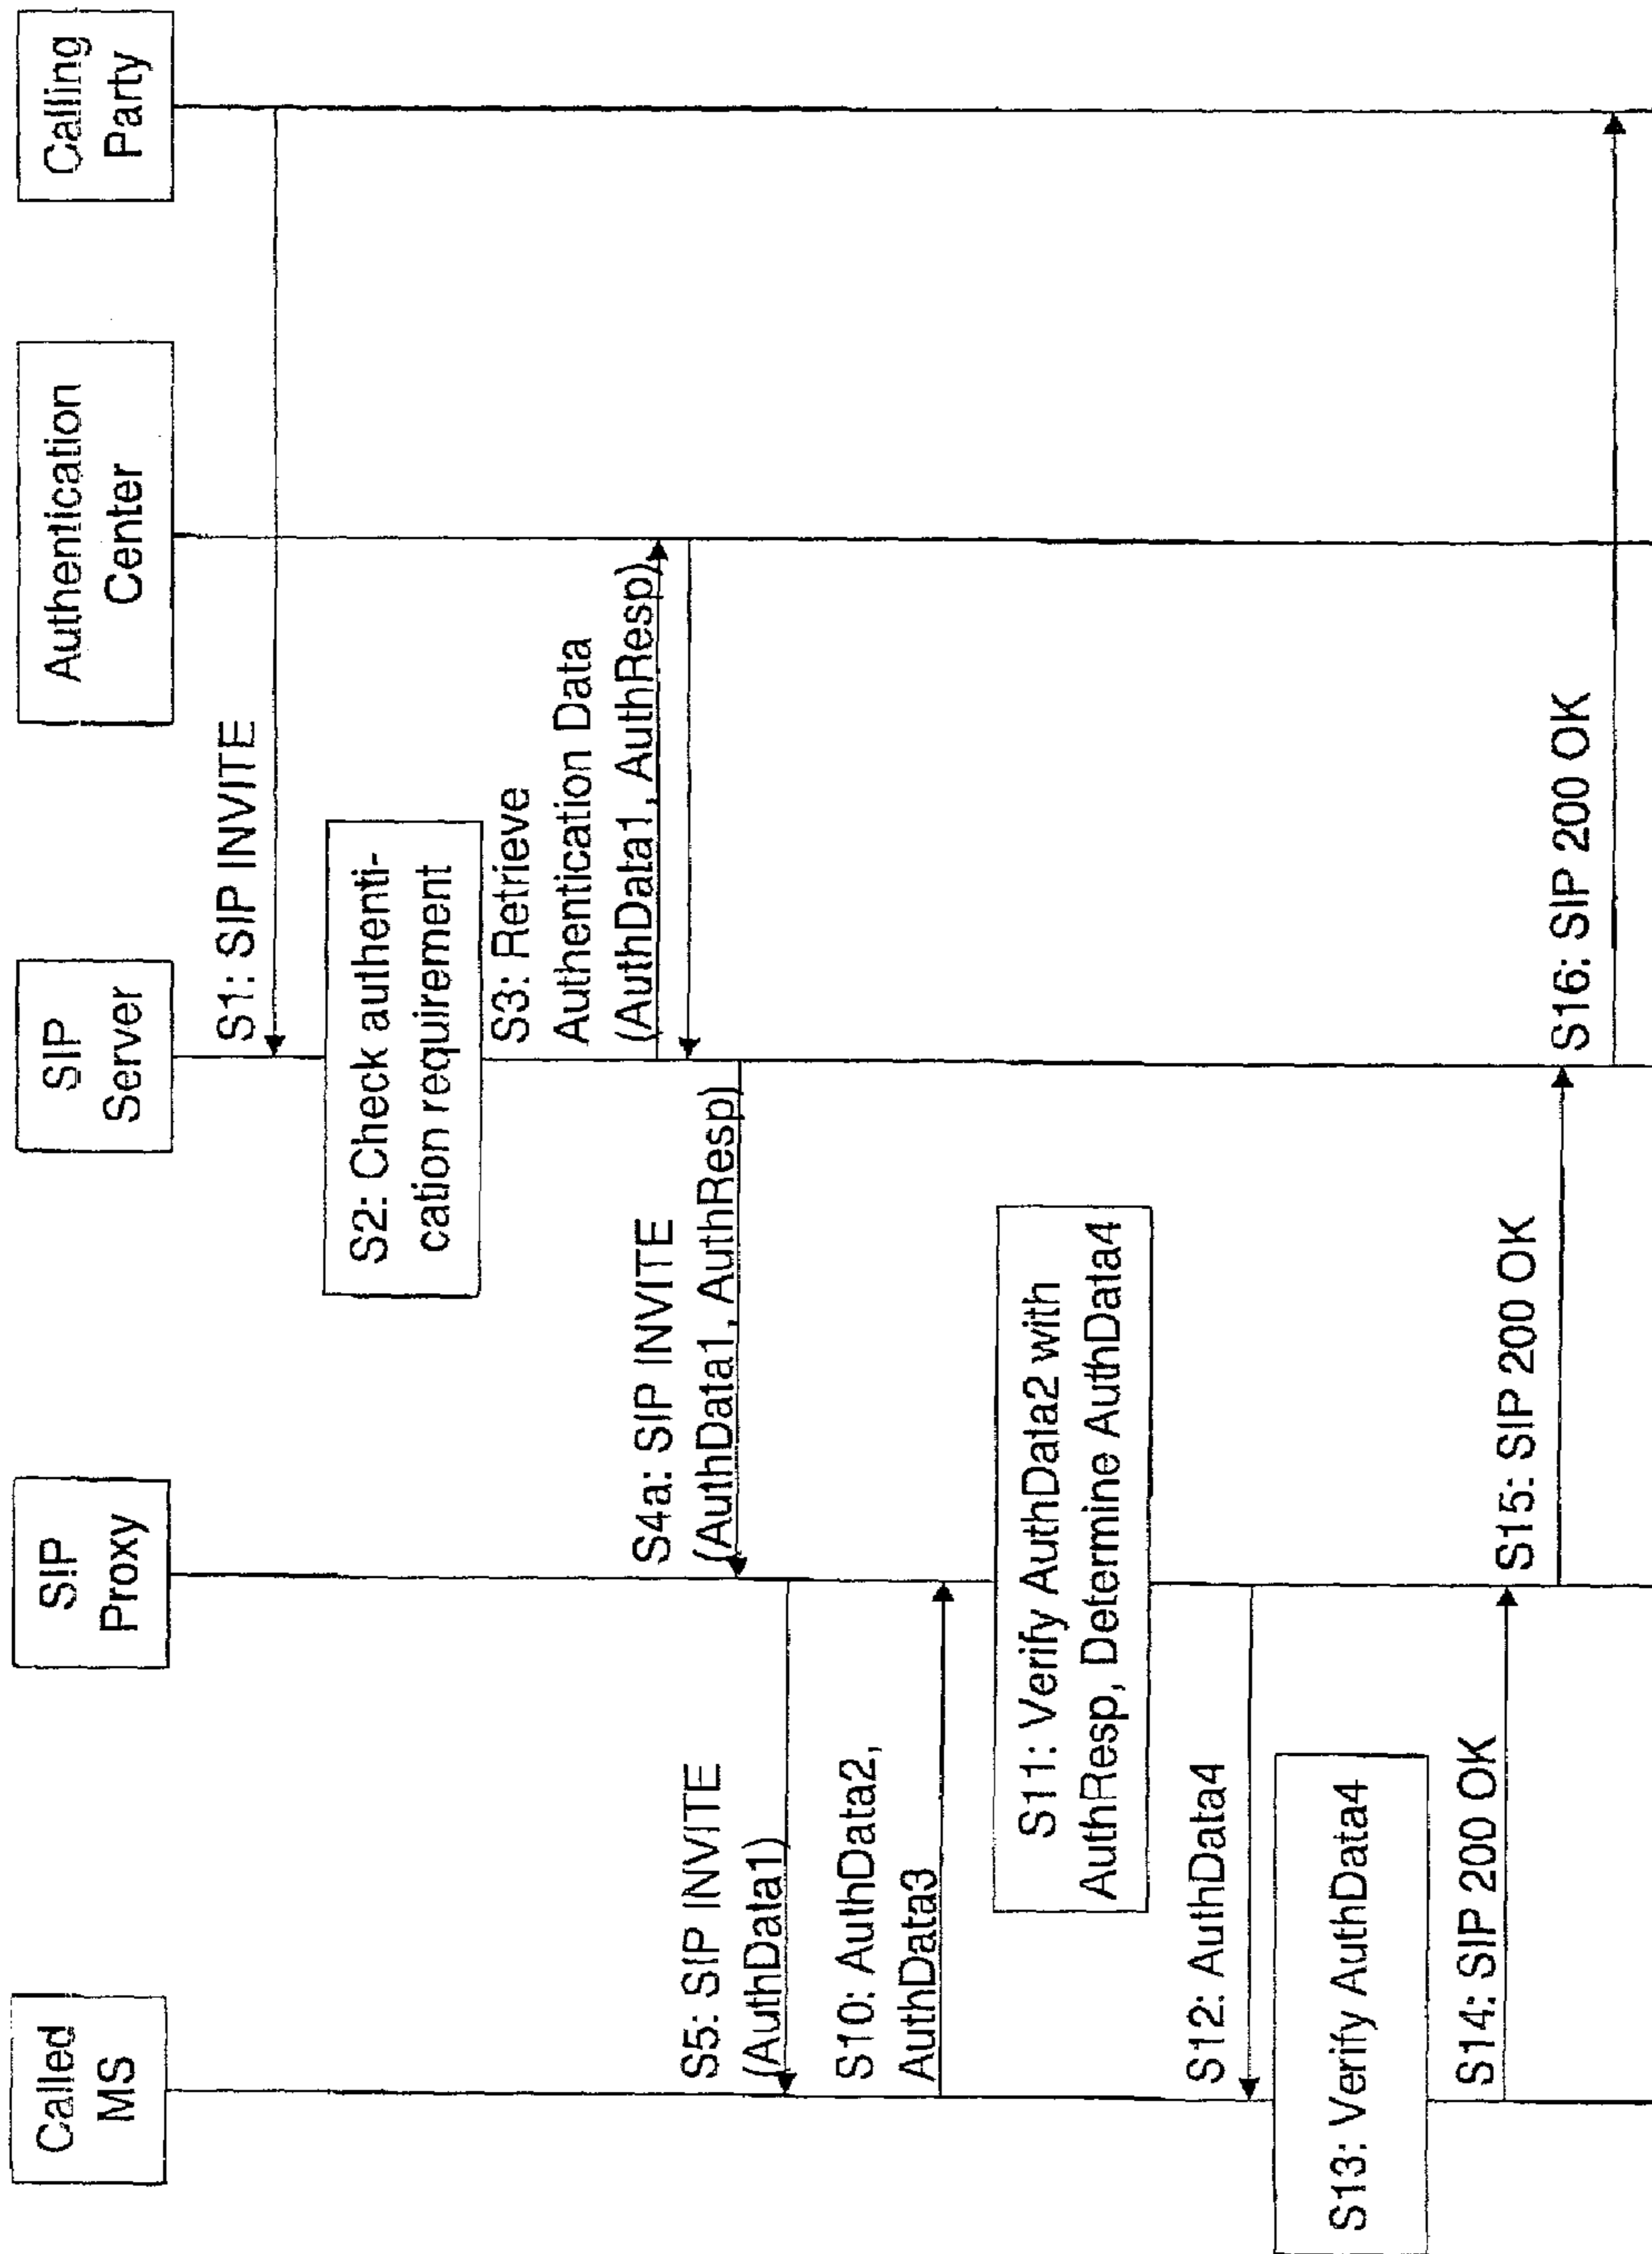 Called
MS
SIP
Proxy
SIP
Server
Authentication
Center
Calling
Party
S1: SIP INVITE
S2: Check authenti-
cation requirement
S3: Retrieve
Authentication Data
(AuthData1, AuthResp)
S4a: SIP INVITE
(AuthData1, AuthResp)
S5: SIP INVITE
(AuthData1)
S10: AuthData2,
AuthData3
S11: Verify AuthData2 with
AuthResp, Determine AuthData4
S12: AuthData4
S13: Verify AuthData4
S14: SIP 200 OK
S15: SIP 200 OK
S16: SIP 200 OK